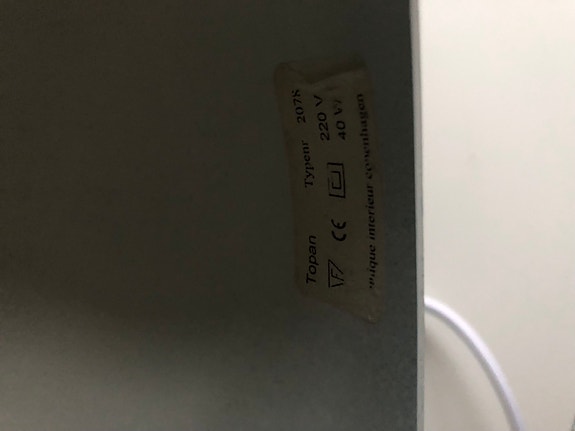 Topan Typenr 2078
CE 220 V
40 W
interieur copenhagen